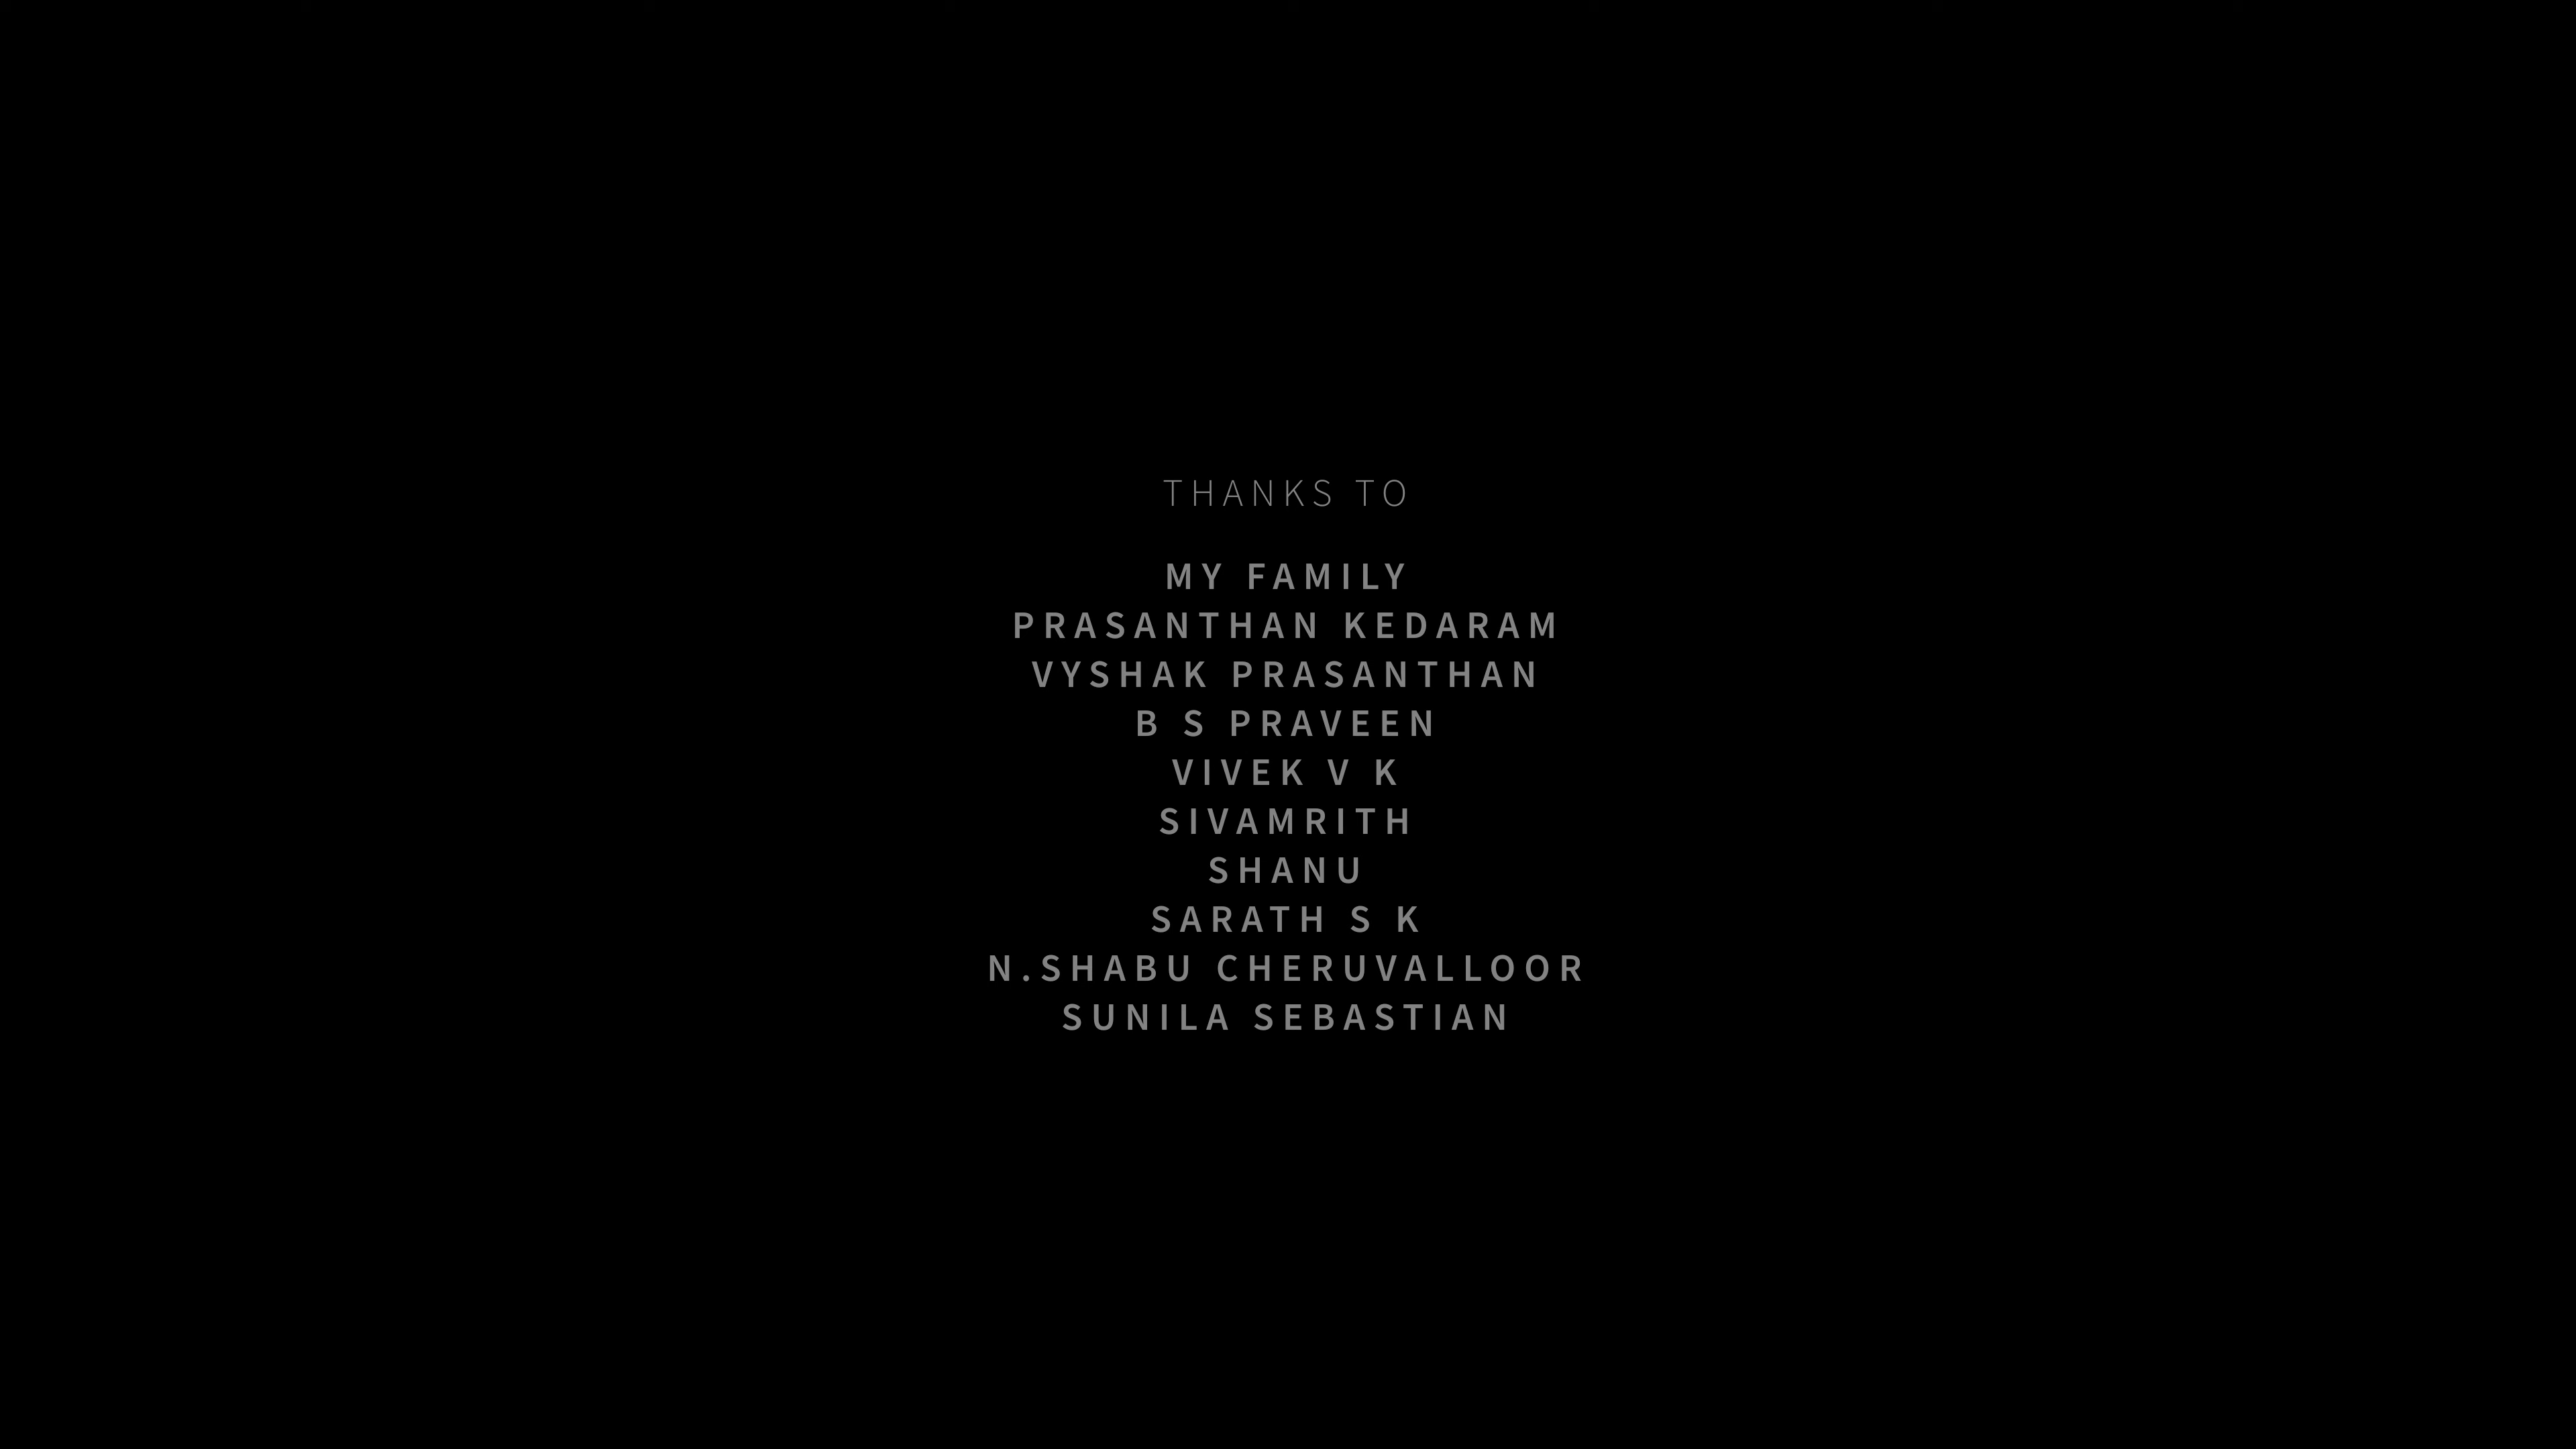 THANKS TO
MY FAMILY
PRASANTHAN KEDARAM
VYSHAK PRASANTHAN
B S PRAVEEN
VIVEK V K
SIVAMRITH
SHANU
SARATH S K
N.SHABU CHERUVALLOOR
SUNILA SEBASTIAN